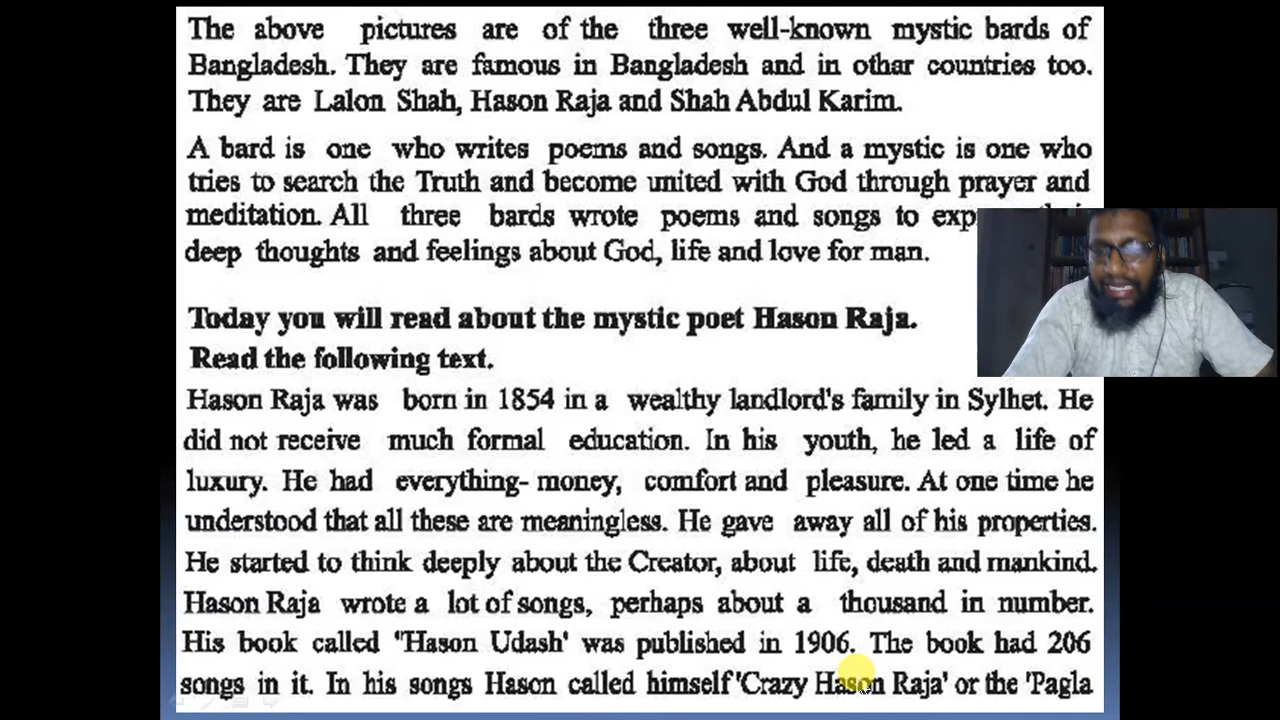 The above pictures are of the three well-known mystic bards of
Bangladesh. They are famous in Bangladesh and in othar countries too.
They are Lalon Shah, Hason Raja and Shah Abdul Karim.
A bard is one who writes poems and songs. And a mystic is one who
tries to search the Truth and become united with God through prayer and
meditation. All three bards wrote poems and songs to
deep thoughts and feelings about God, life and love for man.
Today you will read about the mystic poet Hason Raja.
Read the following text.
Hason Raja was born in 1854 in a wealthy landlord's family in Sylhet. He
did not receive much formal education. In his youth, he led a life of
luxury. He had everything- money, comfort and pleasure. At one time he
understood that all these are meaningless. He gave away all of his properties.
He started to think deeply about the Creator, about life, death and mankind.
Hason Raja wrote a lot of songs, perhaps about a thousand in number.
His book called "Hason Udash' was published in 1906. The book had 206
songs in it. In his songs Hason called himself 'Crazy Hason Raja' or the 'Pagla